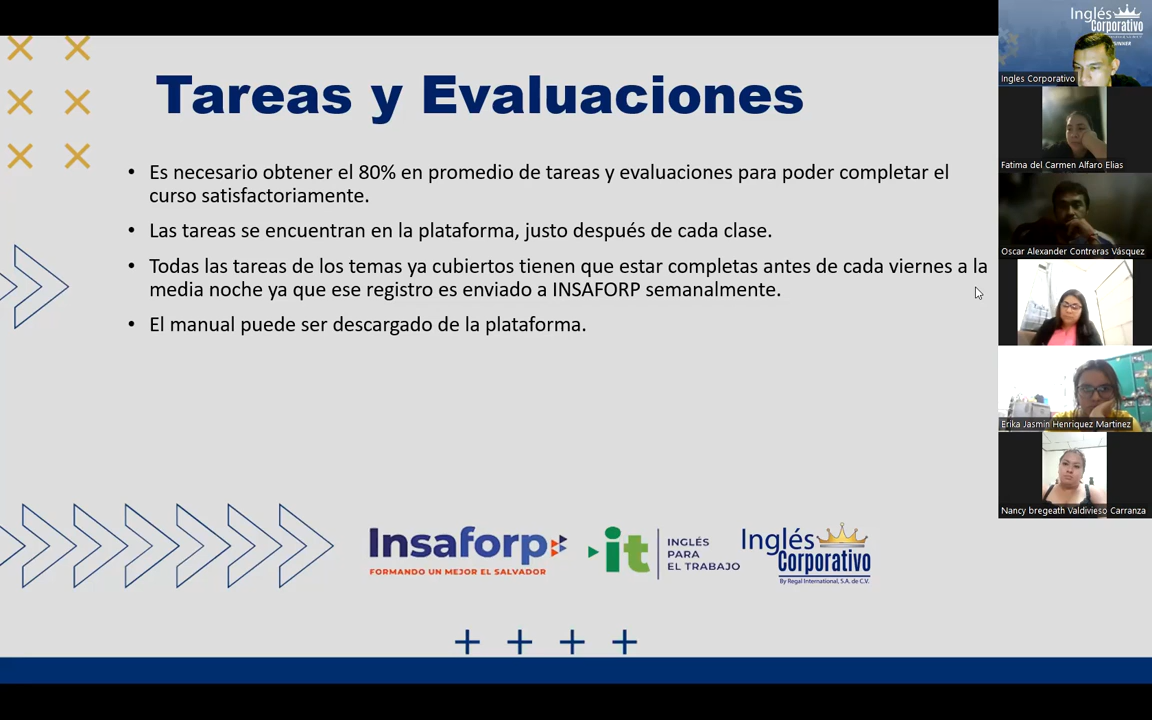 Tareas y Evaluaciones
• Es necesario obtener el 80% en promedio de tareas y evaluaciones para poder completar el
curso satisfactoriamente.
• Las tareas se encuentran en la plataforma, justo después de cada clase.
• Todas las tareas de los temas ya cubiertos tienen que estar completas antes de cada viernes a la
media noche ya que ese registro es enviado a INSAFORP semanalmente.
• El manual puede ser descargado de la plataforma.
Insaforp
FORMANDO UN MEJOR EL SALVADOR
it
INGLÉS
PARA
EL TRABAJO
Inglés
Corporativo
By Regal International, S.A. de C.V.
Inglés
Corporativo
Ingles Corporativo
Fatima del Carmen Alfaro Elias
Oscar Alexander Contreras Vásquez
Erika Jasmin Henriquez Martinez
Nancy bregeath Valdivieso Carranza